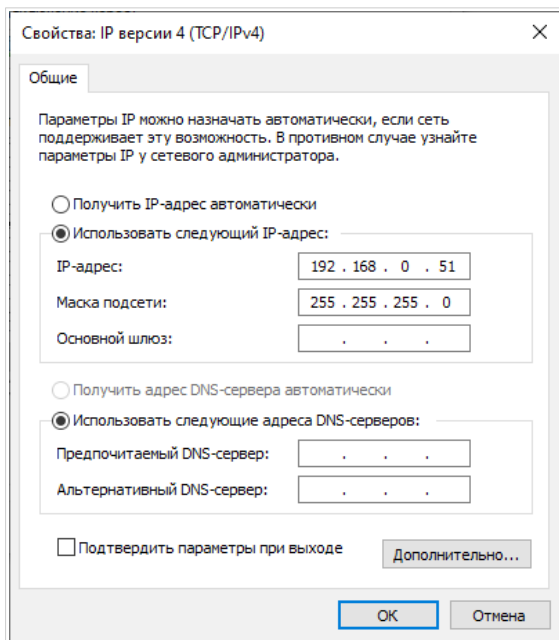 Свойства: IP версии 4 (TCP/IPv4)
Общие
Параметры IP можно назначать автоматически, если сеть
поддерживает эту возможность. В противном случае узнайте
параметры IP у сетевого администратора.
Получить IP-адрес автоматически
Использовать следующий IP-адрес:
IP-адрес: 192 . 168 . 0 . 51
Маска подсети: 255 . 255 . 255 . 0
Основной шлюз: . . .
Получить адрес DNS-сервера автоматически
Использовать следующие адреса DNS-серверов:
Предпочитаемый DNS-сервер: . . .
Альтернативный DNS-сервер: . . .
Подтвердить параметры при выходе
Дополнительно...
ОК Отмена